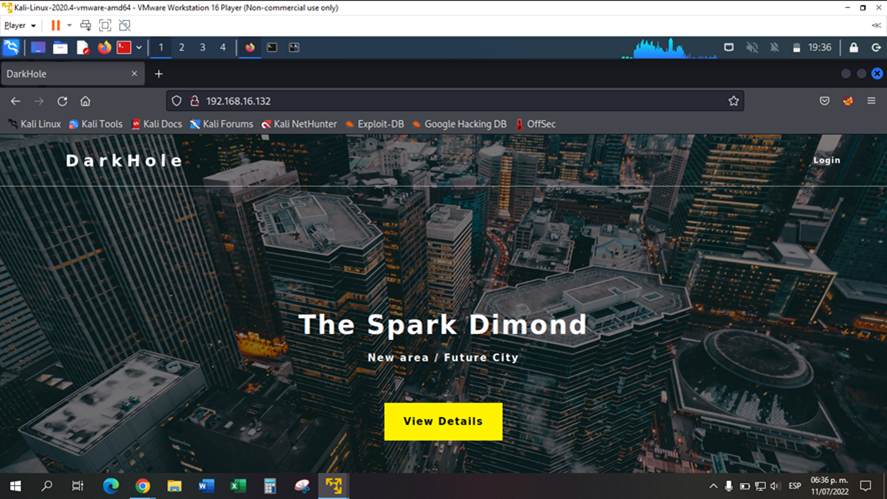 Kali-Linux-2020.4-vmware-amd64 - VMware Workstation 16 Player (Non-commercial use only)
Player
1 2 3 4 19:36
DarkHole
192.168.16.132
Kali Linux Kali Tools Kali Docs Kali Forums Kali NetHunter Exploit-DB Google Hacking DB OffSec
DarkHole Login
The Spark Dimond
New area / Future City
View Details
ESP 06:36 p. m.
11/07/2022